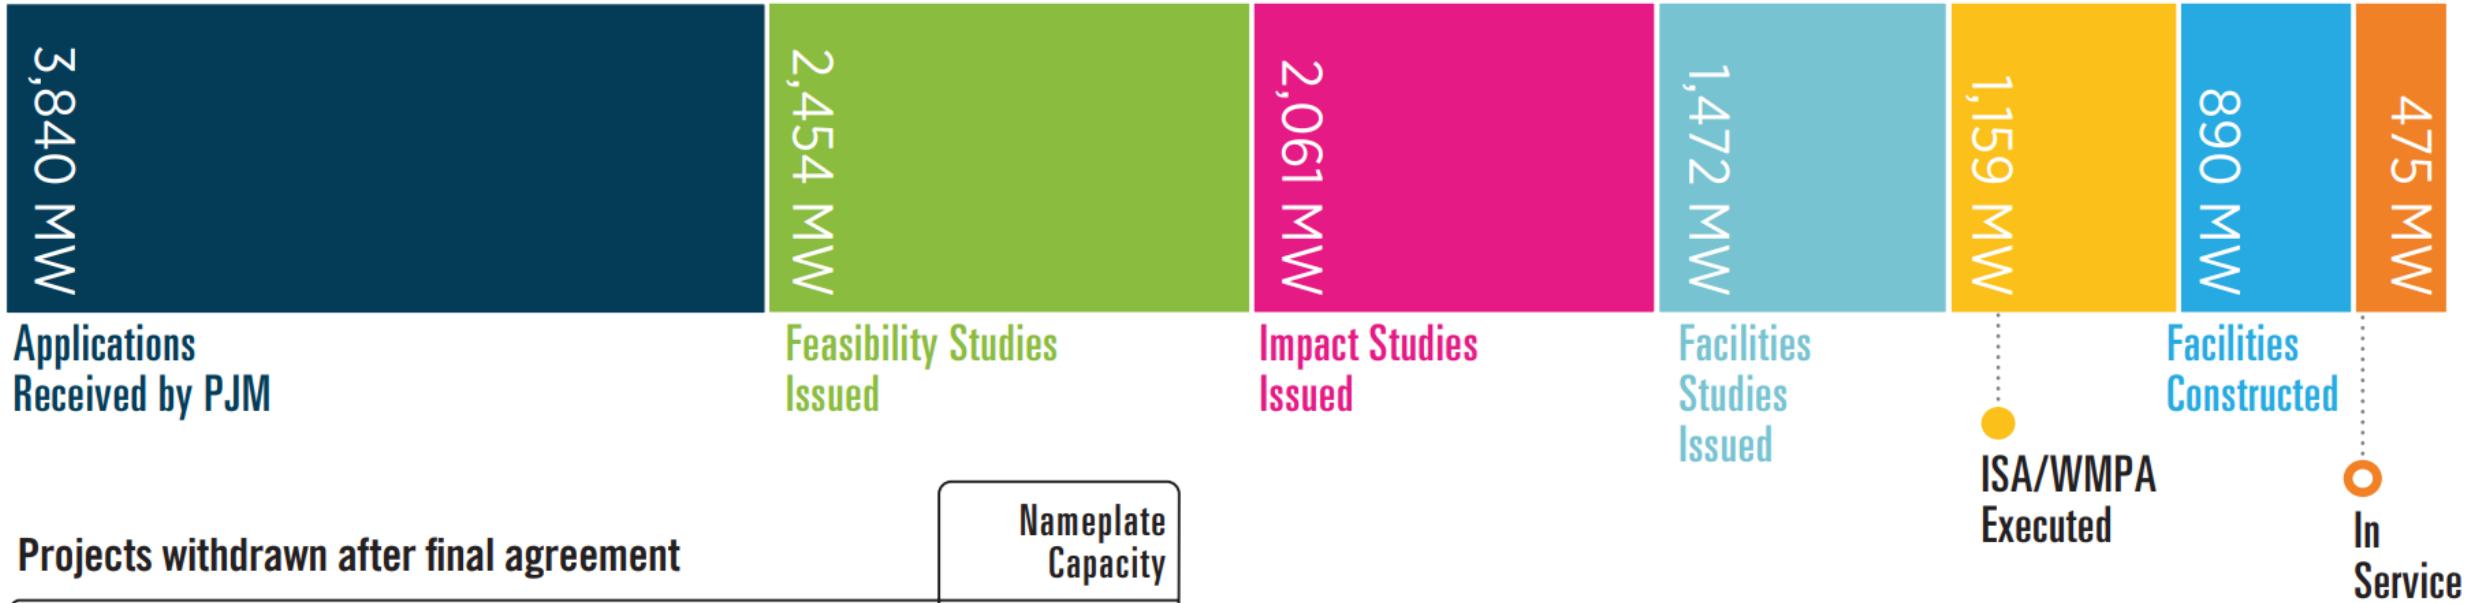 3,840 MW
2,454 MW
2,061 MW
1,472 MW
1,159 MW
890 MW
475 MW
Applications
Received by PJM
Feasibility Studies
Issued
Impact Studies
Issued
Facilities
Studies
Issued
ISA/WMPA
Executed
Facilities
Constructed
In
Service
Projects withdrawn after final agreement
Nameplate
Capacity